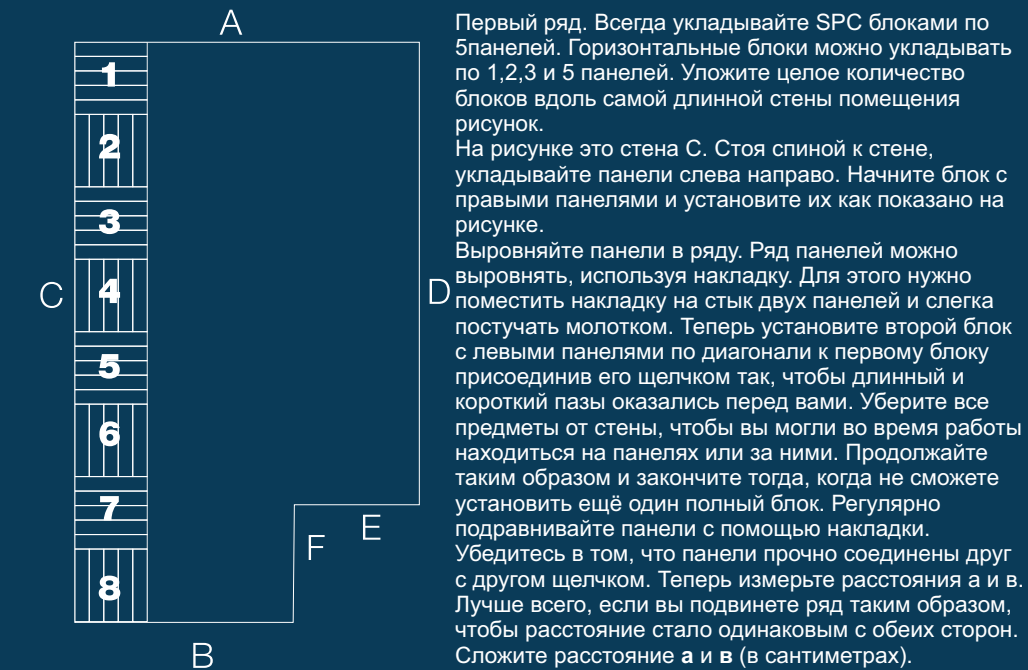 A
1
2
3
4
5
6
7
8
C
D
E
F
B
Первый ряд. Всегда укладывайте SPC блоками по
5панелей. Горизонтальные блоки можно укладывать
по 1,2,3 и 5 панелей. Уложите целое количество
блоков вдоль самой длинной стены помещения
рисунок.
На рисунке это стена С. Стоя спиной к стене,
укладывайте панели слева направо. Начните блок с
правыми панелями и установите их как показано на
рисунке.
Выровняйте панели в ряду. Ряд панелей можно
выровнять, используя накладку. Для этого нужно
поместить накладку на стык двух панелей и слегка
постучать молотком. Теперь установите второй блок
с левыми панелями по диагонали к первому блоку
присоединив его щелчком так, чтобы длинный и
короткий пазы оказались перед вами. Уберите все
предметы от стены, чтобы вы могли во время работы
находиться на панелях или за ними. Продолжайте
таким образом и закончите тогда, когда не сможете
установить ещё один полный блок. Регулярно
подравнивайте панели с помощью накладки.
Убедитесь в том, что панели прочно соединены друг
с другом щелчком. Теперь измерьте расстояния а и в.
Лучше всего, если вы подвинете ряд таким образом,
чтобы расстояние стало одинаковым с обеих сторон.
Сложите расстояние а и в (в сантиметрах).